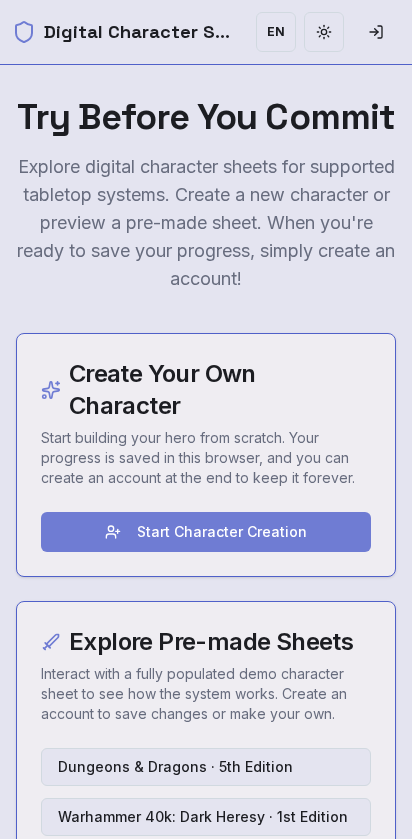 Digital Character S...
EN
Try Before You Commit
Explore digital character sheets for supported
tabletop systems. Create a new character or
preview a pre-made sheet. When you're
ready to save your progress, simply create an
account!
Create Your Own
Character
Start building your hero from scratch. Your
progress is saved in this browser, and you can
create an account at the end to keep it forever.
Start Character Creation
Explore Pre-made Sheets
Interact with a fully populated demo character
sheet to see how the system works. Create an
account to save changes or make your own.
Dungeons & Dragons · 5th Edition
Warhammer 40k: Dark Heresy · 1st Edition